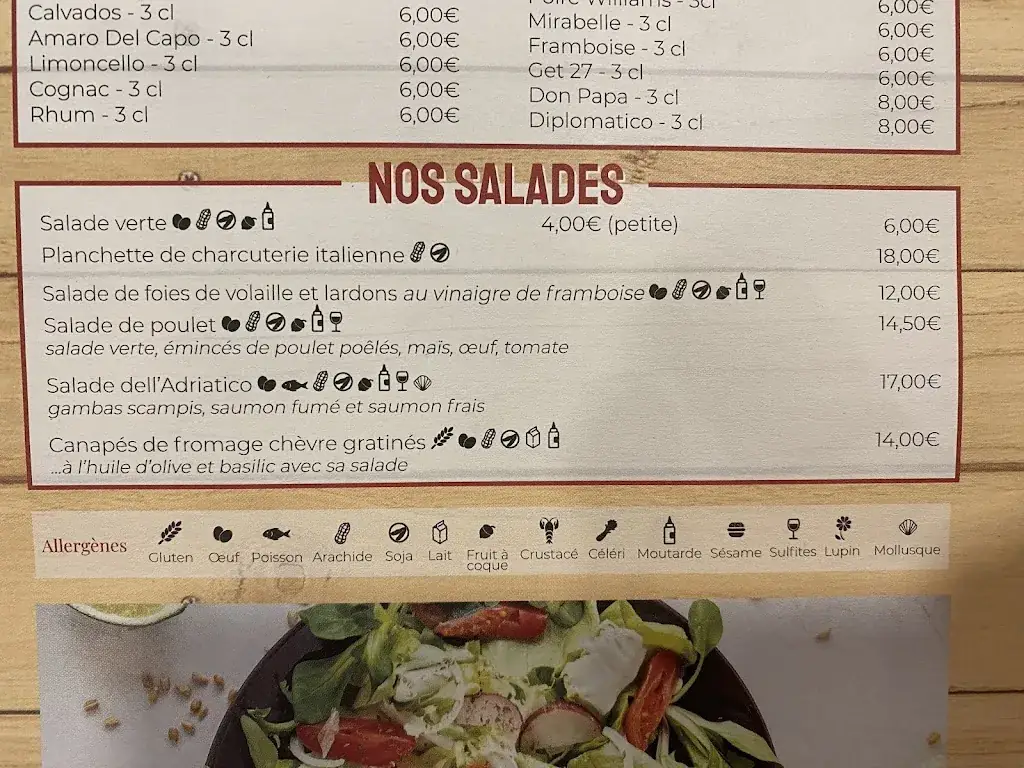 Calvados - 3 cl 6,00€
Amaro Del Capo - 3 cl 6,00€
Limoncello - 3 cl 6,00€
Cognac - 3 cl 6,00€
Rhum - 3 cl 6,00€
Poire Williams - 3cl 6,00€
Mirabelle - 3 cl 6,00€
Framboise - 3 cl 6,00€
Get 27 - 3 cl 6,00€
Don Papa - 3 cl 8,00€
Diplomatico - 3 cl 8,00€
NOS SALADES
Salade verte 4,00€ (petite) 6,00€
Planchette de charcuterie italienne 18,00€
Salade de foies de volaille et lardons au vinaigre de framboise 12,00€
Salade de poulet 14,50€
salade verte, émincés de poulet poêlés, maïs, œuf, tomate
Salade dell'Adriatico 17,00€
gambas scampis, saumon fumé et saumon frais
Canapés de fromage chèvre gratinés 14,00€
...à l'huile d'olive et basilic avec sa salade
Allergènes
Gluten Œuf Poisson Arachide Soja Lait Fruit à coque Crustacé Céléri Moutarde Sésame Sulfites Lupin Mollusque